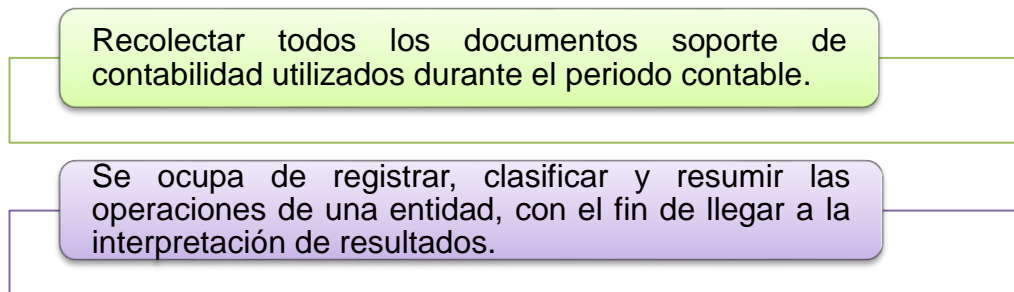 Recolectar todos los documentos soporte de
contabilidad utilizados durante el periodo contable.
Se ocupa de registrar, clasificar y resumir las
operaciones de una entidad, con el fin de llegar a la
interpretación de resultados.